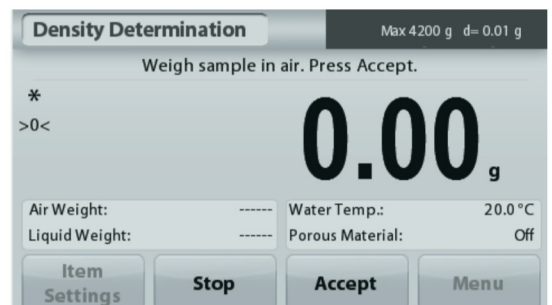 Density Determination
Max 4200 g d= 0.01 g
Weigh sample in air. Press Accept.
*
>0<
0.00 g
Air Weight: ------ Water Temp.: 20.0 °C
Liquid Weight: ------ Porous Material: Off
Item Settings Stop Accept Menu